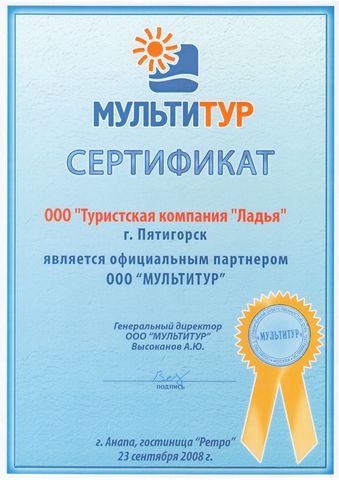 МУЛЬТИТУР
СЕРТИФИКАТ
ООО "Туристская компания "Ладья"
г. Пятигорск
является официальным партнером
ООО “МУЛЬТИТУР”
Генеральный директор
ООО “МУЛЬТИТУР”
Высоканов А.Ю.
подпись
МУЛЬТИТУР
г. Анапа, гостиница “Ретро”
23 сентября 2008 г.